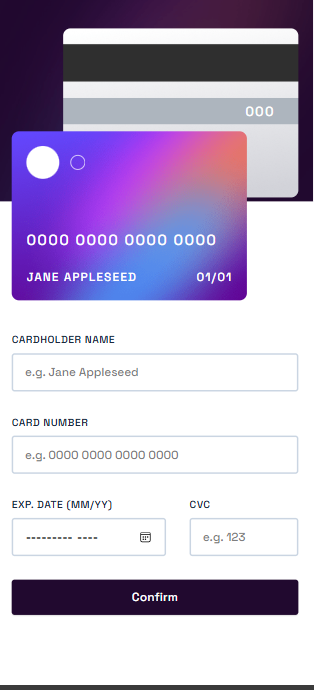 000
0000 0000 0000 0000
JANE APPLESEED 01/01
CARDHOLDER NAME
e.g. Jane Appleseed
CARD NUMBER
e.g. 0000 0000 0000 0000
EXP. DATE (MM/YY) CVC
--------- ---- e.g. 123
Confirm